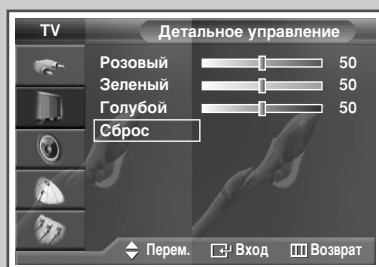 TV
Детальное управление
Розовый 50
Зеленый 50
Голубой 50
Сброс
Перем. Вход Возврат